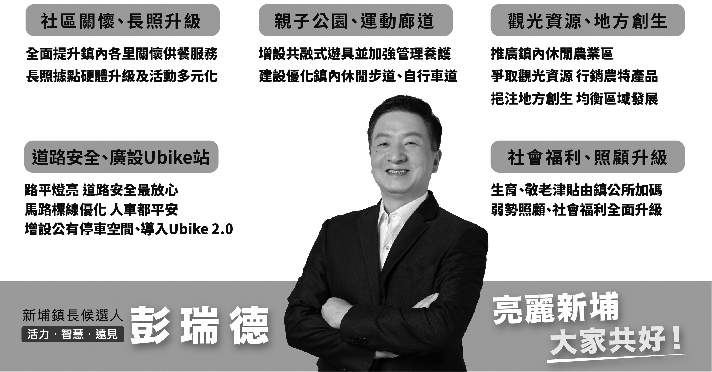 社區關懷、長照升級
全面提升鎮內各里關懷供餐服務
長照據點硬體升級及活動多元化
親子公園、運動廊道
增設共融式遊具並加強管理養護
建設優化鎮內休閒步道、自行車道
觀光資源、地方創生
推廣鎮內休閒農業區
爭取觀光資源 行銷農特產品
挹注地方創生 均衡區域發展
道路安全、廣設Ubike站
路平燈亮 道路安全最放心
馬路標線優化 人車都平安
增設公有停車空間、導入Ubike 2.0
社會福利、照顧升級
生育、敬老津貼由鎮公所加碼
弱勢照顧、社會福利全面升級
新埔鎮長候選人
活力·智慧·遠見
彭瑞德
亮麗新埔
大家共好!